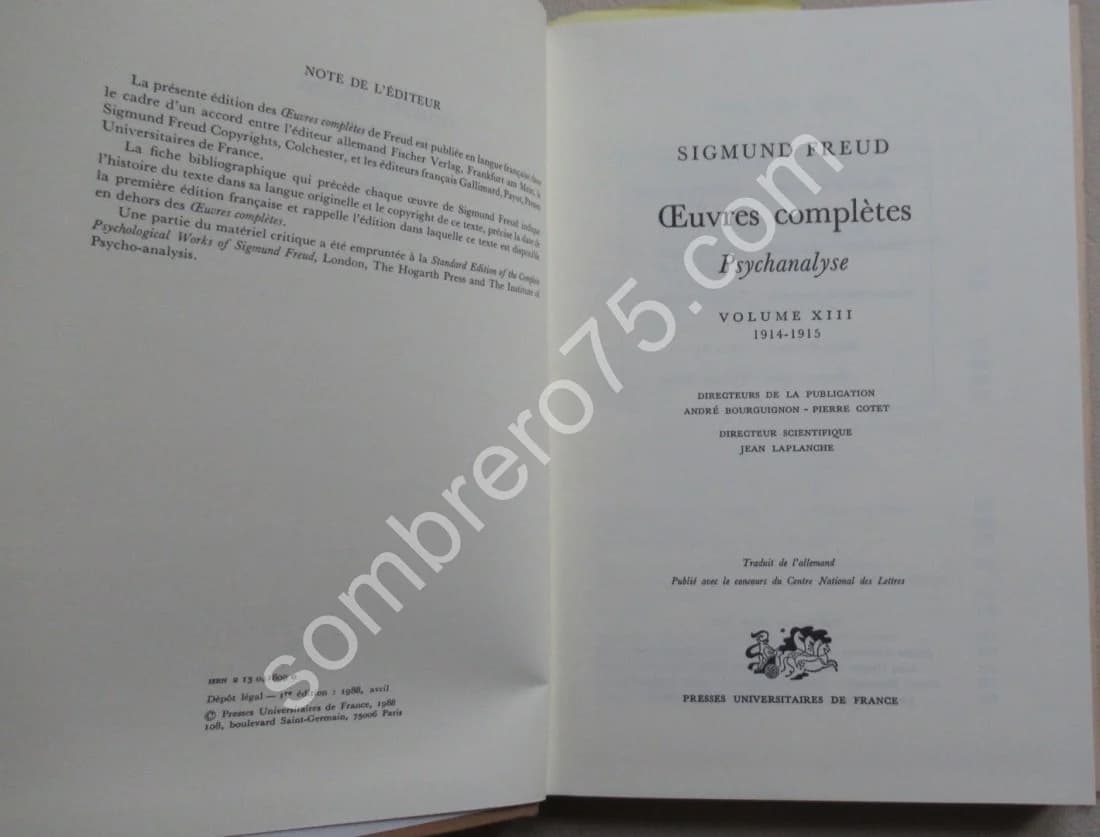 NOTE DE L'ÉDITEUR
La présente édition des Œuvres complètes de Freud est publiée en langue française dans
le cadre d'un accord entre l'éditeur allemand Fischer Verlag, Frankfurt am Main, le
Sigmund Freud Copyrights, Colchester, et les éditeurs français Gallimard, Payot, Presses
Universitaires de France.
La fiche bibliographique qui précède chaque œuvre de Sigmund Freud indique
l'histoire du texte dans sa langue originelle et le copyright de ce texte, précise la date de
la première édition française et rappelle l'édition dans laquelle ce texte est disponible
en dehors des Œuvres complètes.
Une partie du matériel critique a été empruntée à la Standard Edition of the Complete
Psychological Works of Sigmund Freud, London, The Hogarth Press and The Institute of
Psycho-analysis.
ISBN 2 13
Dépôt légal — 1re édition : 1988, avril
© Presses Universitaires de France, 1988
108, boulevard Saint-Germain, 75006 Paris
SIGMUND FREUD
Œuvres complètes
Psychanalyse
VOLUME XIII
1914-1915
DIRECTEURS DE LA PUBLICATION
ANDRÉ BOURGUIGNON - PIERRE COTET
DIRECTEUR SCIENTIFIQUE
JEAN LAPLANCHE
Traduit de l'allemand
Publié avec le concours du Centre National des Lettres
PRESSES UNIVERSITAIRES DE FRANCE
sombrero75.com